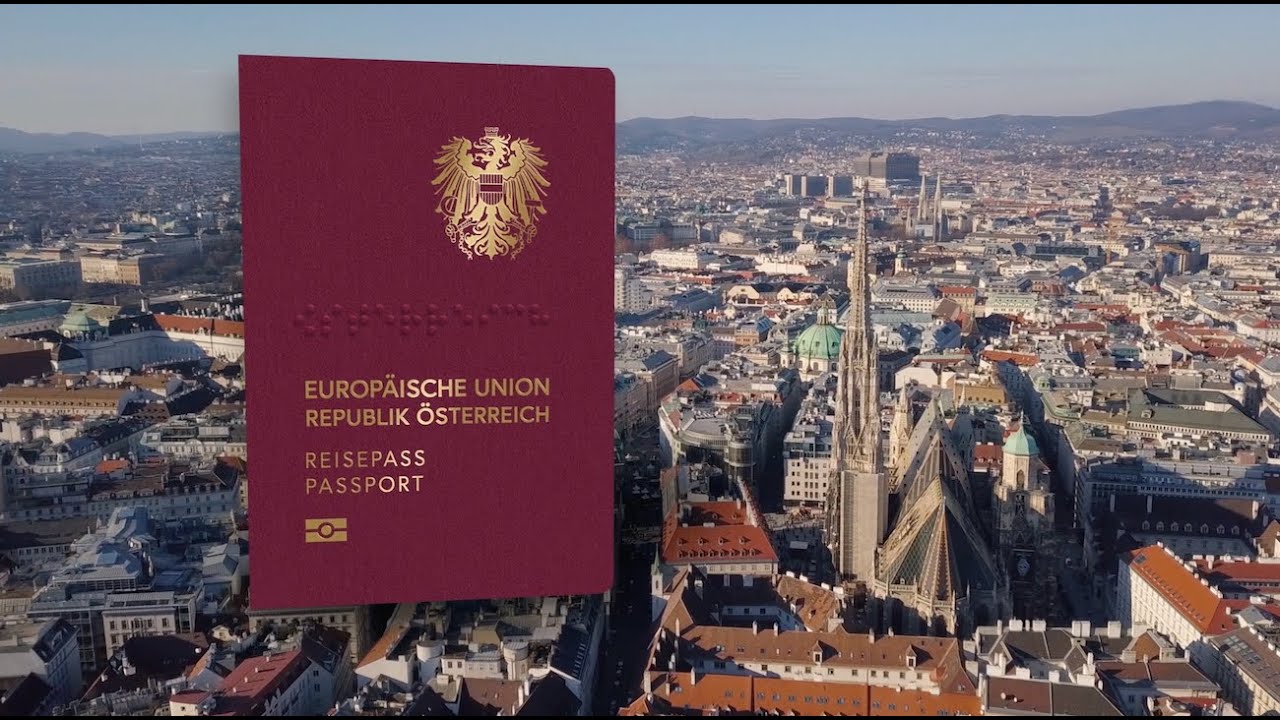 EUROPÄISCHE UNION
REPUBLIK ÖSTERREICH
REISEPASS
PASSPORT